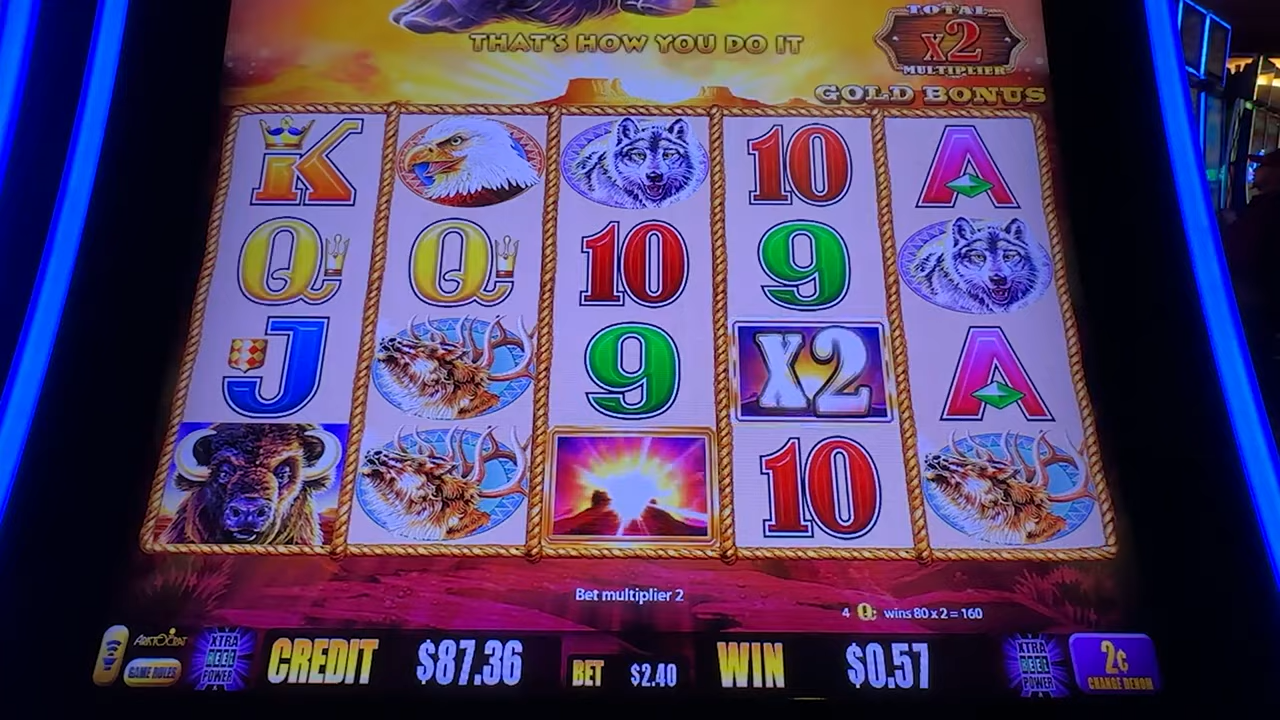 TOTAL
X2
MULTIPLIER
THAT'S HOW YOU DO IT
GOLD BONUS
K 10 A
Q Q 10 9
J 9 X2 A
10
Bet multiplier 2
4 Q wins 80 x 2 = 160
ARISTOCRAT
GAME RULES
XTRA
REEL
POWER
CREDIT $87.36 BET $2.40 WIN $0.57
XTRA
REEL
POWER
2¢
CHANGE DENOM